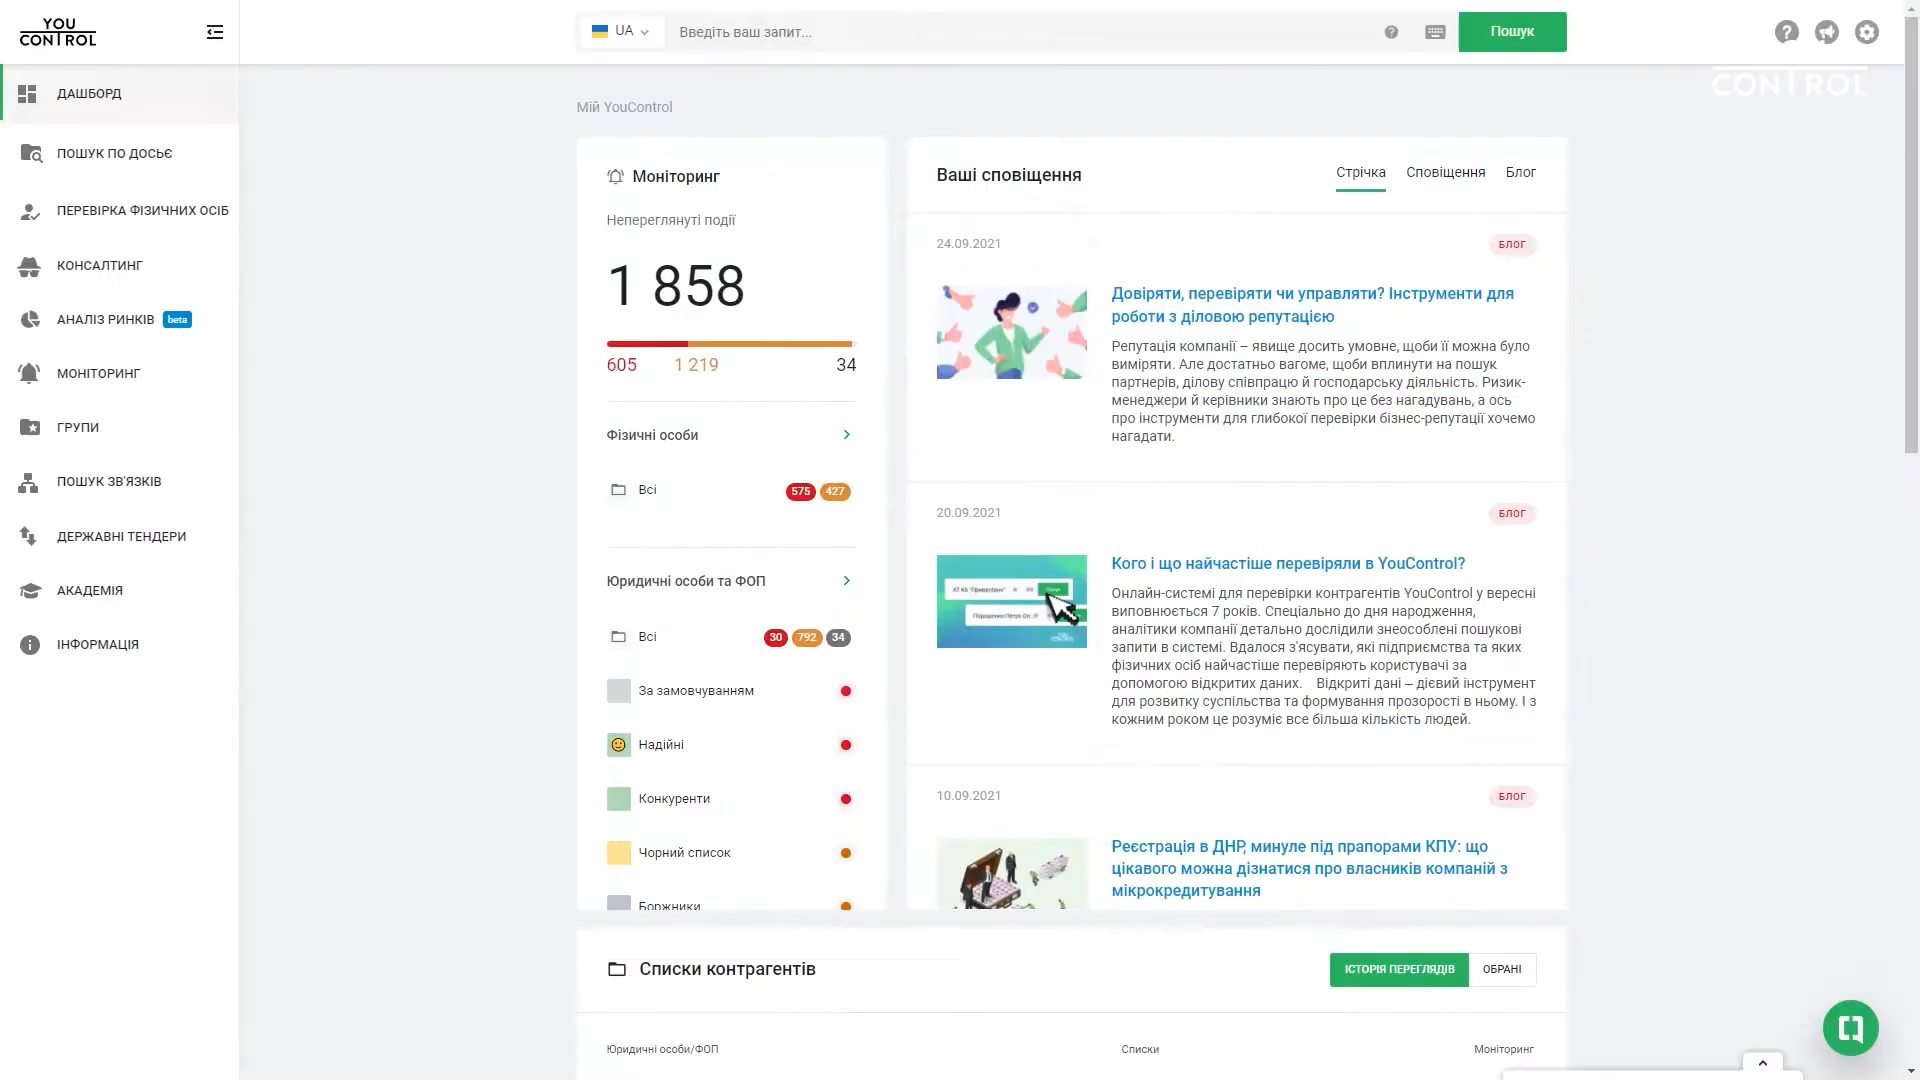 YOU
CONTROL
UA
Введіть ваш запит...
Пошук
CONTROL
ДАШБОРД
ПОШУК ПО ДОСЬЄ
ПЕРЕВІРКА ФІЗИЧНИХ ОСІБ
КОНСАЛТИНГ
АНАЛІЗ РИНКІВ beta
МОНІТОРИНГ
ГРУПИ
ПОШУК ЗВ'ЯЗКІВ
ДЕРЖАВНІ ТЕНДЕРИ
АКАДЕМІЯ
ІНФОРМАЦІЯ
Мій YouControl
Моніторинг
Непереглянуті події
1 858
605 1 219 34
Фізичні особи
Всі 575 427
Юридичні особи та ФОП
Всі 30 792 34
За замовчуванням
Надійні
Конкуренти
Чорний список
Боржники
Ваші сповіщення
Стрічка Сповіщення Блог
24.09.2021 БЛОГ
Довіряти, перевіряти чи управляти? Інструменти для
роботи з діловою репутацією
Репутація компанії – явище досить умовне, щоби її можна було
виміряти. Але достатньо вагоме, щоби вплинути на пошук
партнерів, ділову співпрацю й господарську діяльність. Ризик-
менеджери й керівники знають про це без нагадувань, а ось
про інструменти для глибокої перевірки бізнес-репутації хочемо
нагадати.
20.09.2021 БЛОГ
Кого і що найчастіше перевіряли в YouControl?
Онлайн-системі для перевірки контрагентів YouControl у вересні
виповнюється 7 років. Спеціально до дня народження,
аналітики компанії детально дослідили знеособлені пошукові
запити в системі. Вдалося з'ясувати, які підприємства та яких
фізичних осіб найчастіше перевіряють користувачі за
допомогою відкритих даних. Відкриті дані – дієвий інструмент
для розвитку суспільства та формування прозорості в ньому. І з
кожним роком це розуміє все більша кількість людей.
10.09.2021 БЛОГ
Реєстрація в ДНР, минуле під прапорами КПУ: що
цікавого можна дізнатися про власників компаній з
мікрокредитування
Списки контрагентів
ІСТОРІЯ ПЕРЕГЛЯДІВ ОБРАНІ
Юридичні особи/ФОП Списки Моніторинг